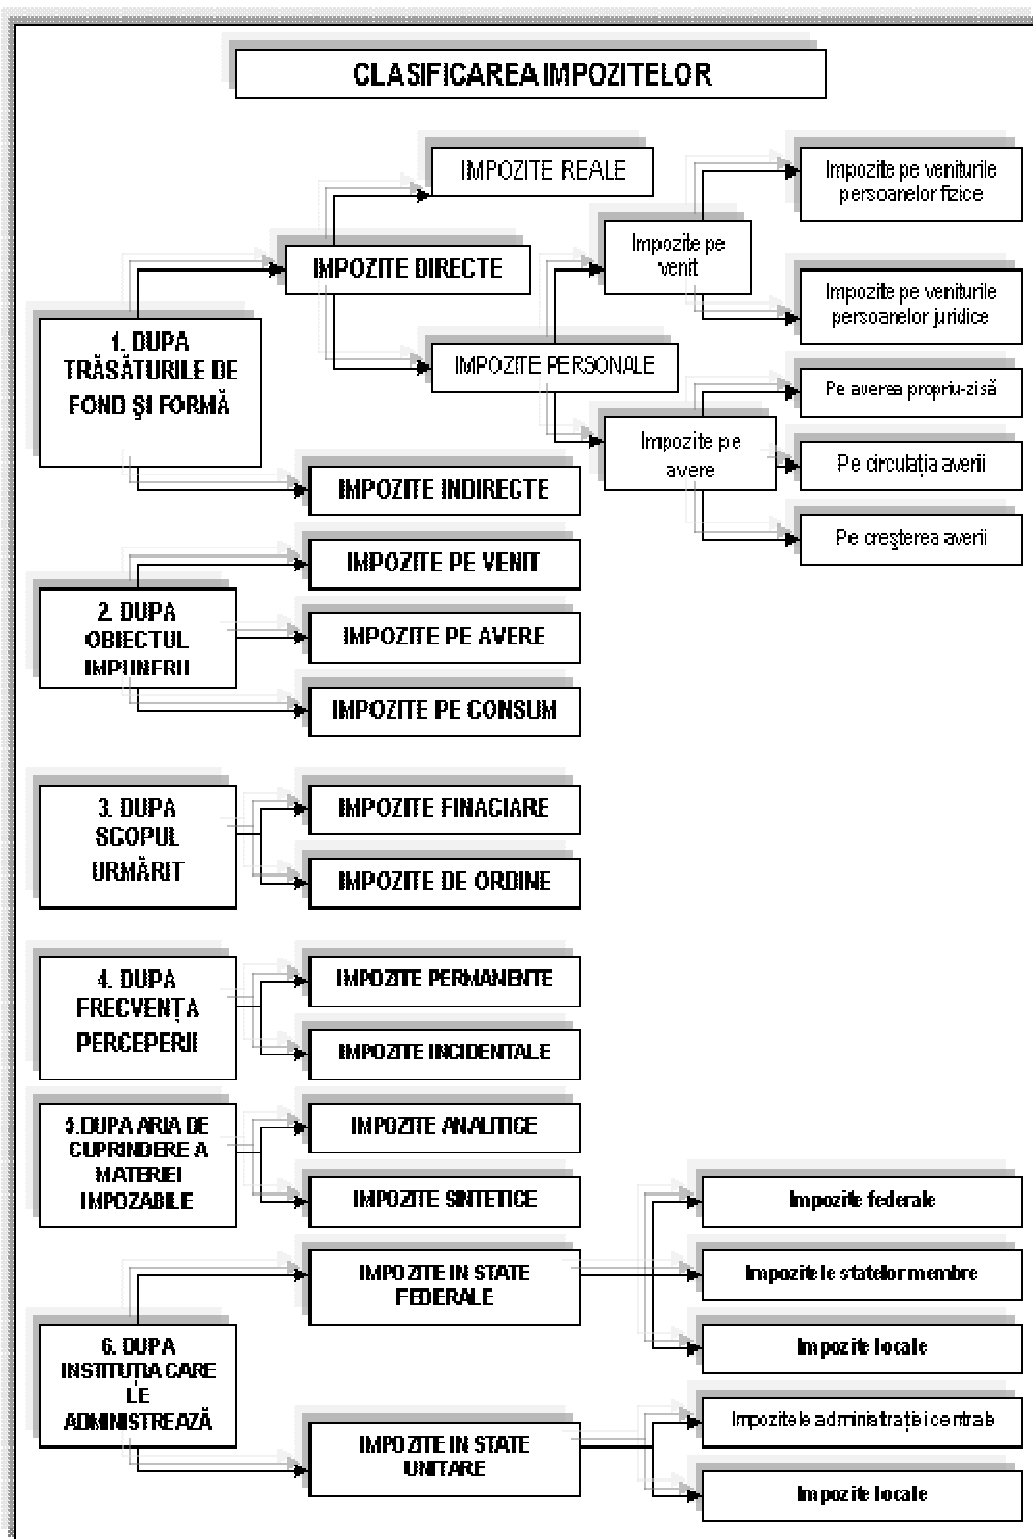 CLASIFICAREA IMPOZITELOR
IMPOZITE REALE
Impozite pe veniturile
persoanelor fizice
Impozite pe
venit
IMPOZITE DIRECTE
Impozite pe veniturile
persoanelor juridice
1. DUPA
TRĂSĂTURILE DE
FOND ŞI FORMĂ
IMPOZITE PERSONALE
Pe averea propriu-zisă
Impozite pe
avere
Pe circulaţia averii
IMPOZITE INDIRECTE
Pe creşterea averii
IMPOZITE PE VENIT
2. DUPA
OBIECTUL
IMPUNERII
IMPOZITE PE AVERE
IMPOZITE PE CONSUM
3. DUPA
SCOPUL
URMĂRIT
IMPOZITE FINACIARE
IMPOZITE DE ORDINE
4. DUPA
FRECVENŢA
PERCEPERII
IMPOZITE PERMANENTE
IMPOZITE INCIDENTALE
5.DUPA ARIA DE
CUPRINDERE A
MATERIEI
IMPOZABILE
IMPOZITE ANALITICE
IMPOZITE SINTETICE
Impozite federale
IMPOZITE IN STATE
FEDERALE
Impozitele statelor membre
6. DUPA
INSTITUŢIA CARE
LE
ADMINISTREAZĂ
Impozite locale
Impozitele administraţiei centrale
IMPOZITE IN STATE
UNITARE
Impozite locale